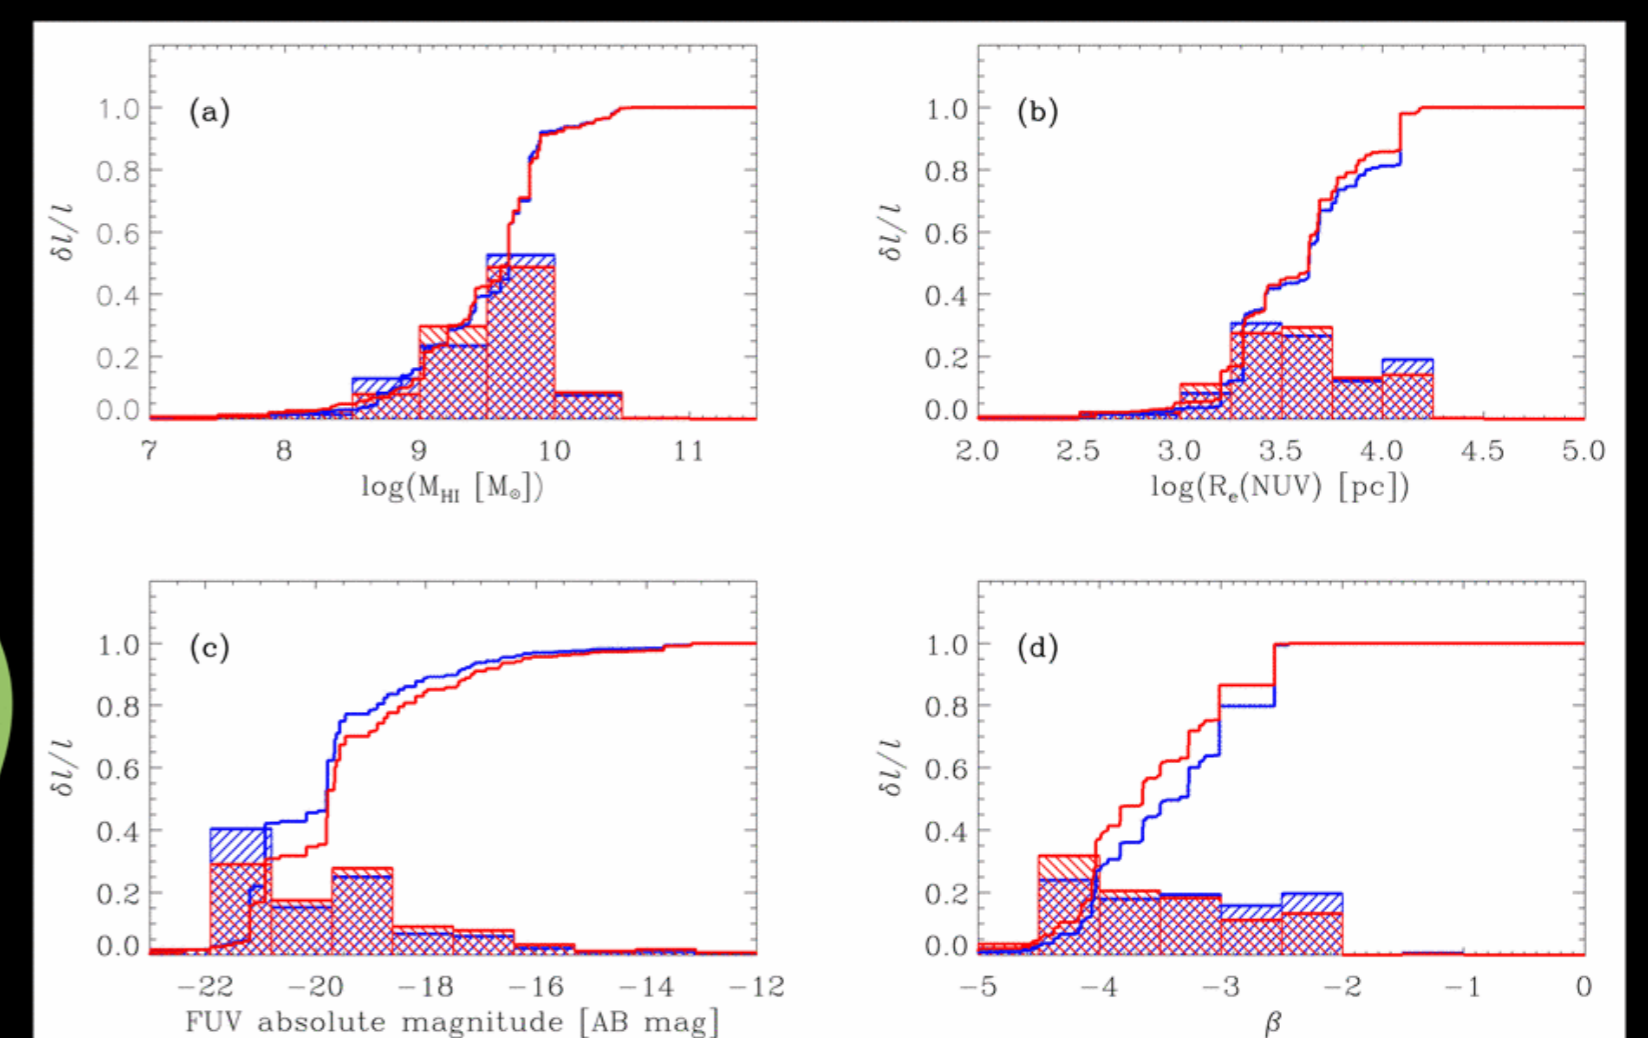 (a)
1.0
0.8
0.6
0.4
0.2
0.0
δl/l
7 8 9 10 11
log(M_HI [M_⊙])
(b)
1.0
0.8
0.6
0.4
0.2
0.0
δl/l
2.0 2.5 3.0 3.5 4.0 4.5 5.0
log(R_e(NUV) [pc])
(c)
1.0
0.8
0.6
0.4
0.2
0.0
δl/l
−22 −20 −18 −16 −14 −12
FUV absolute magnitude [AB mag]
(d)
1.0
0.8
0.6
0.4
0.2
0.0
δl/l
−5 −4 −3 −2 −1 0
β